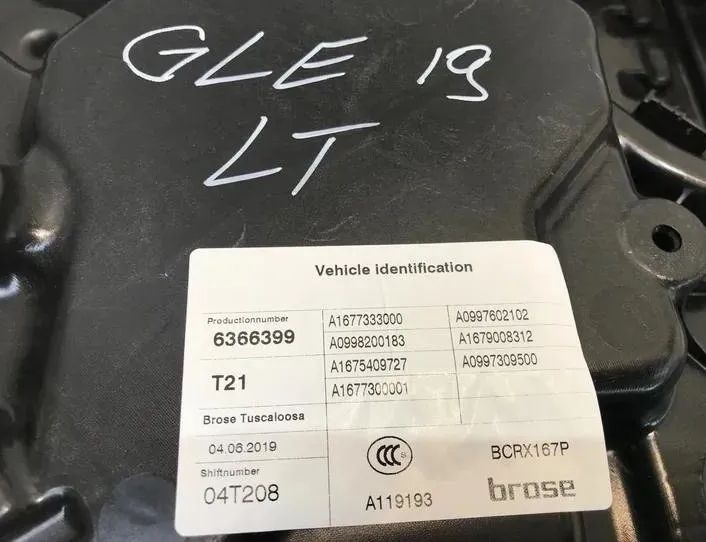 GLE 19
LT
Vehicle identification
Productionnumber
6366399
A1677333000 A0997602102
A0998200183 A1679008312
A1675409727 A0997309500
T21
A1677300001
Brose Tuscaloosa
04.06.2019
Shiftnumber
04T208
CCC
A119193
BCRX167P
brose